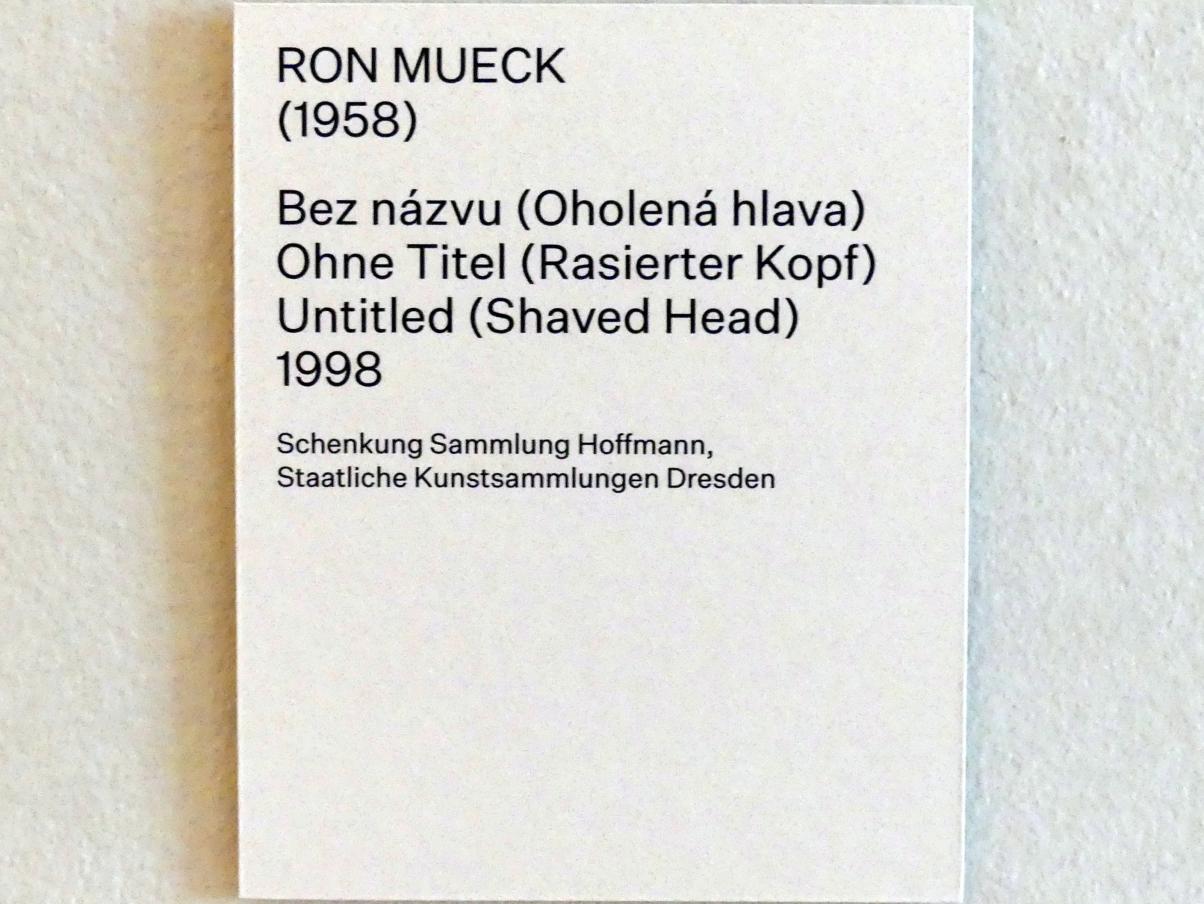 RON MUECK
(1958)
Bez názvu (Oholená hlava)
Ohne Titel (Rasierter Kopf)
Untitled (Shaved Head)
1998
Schenkung Sammlung Hoffmann,
Staatliche Kunstsammlungen Dresden